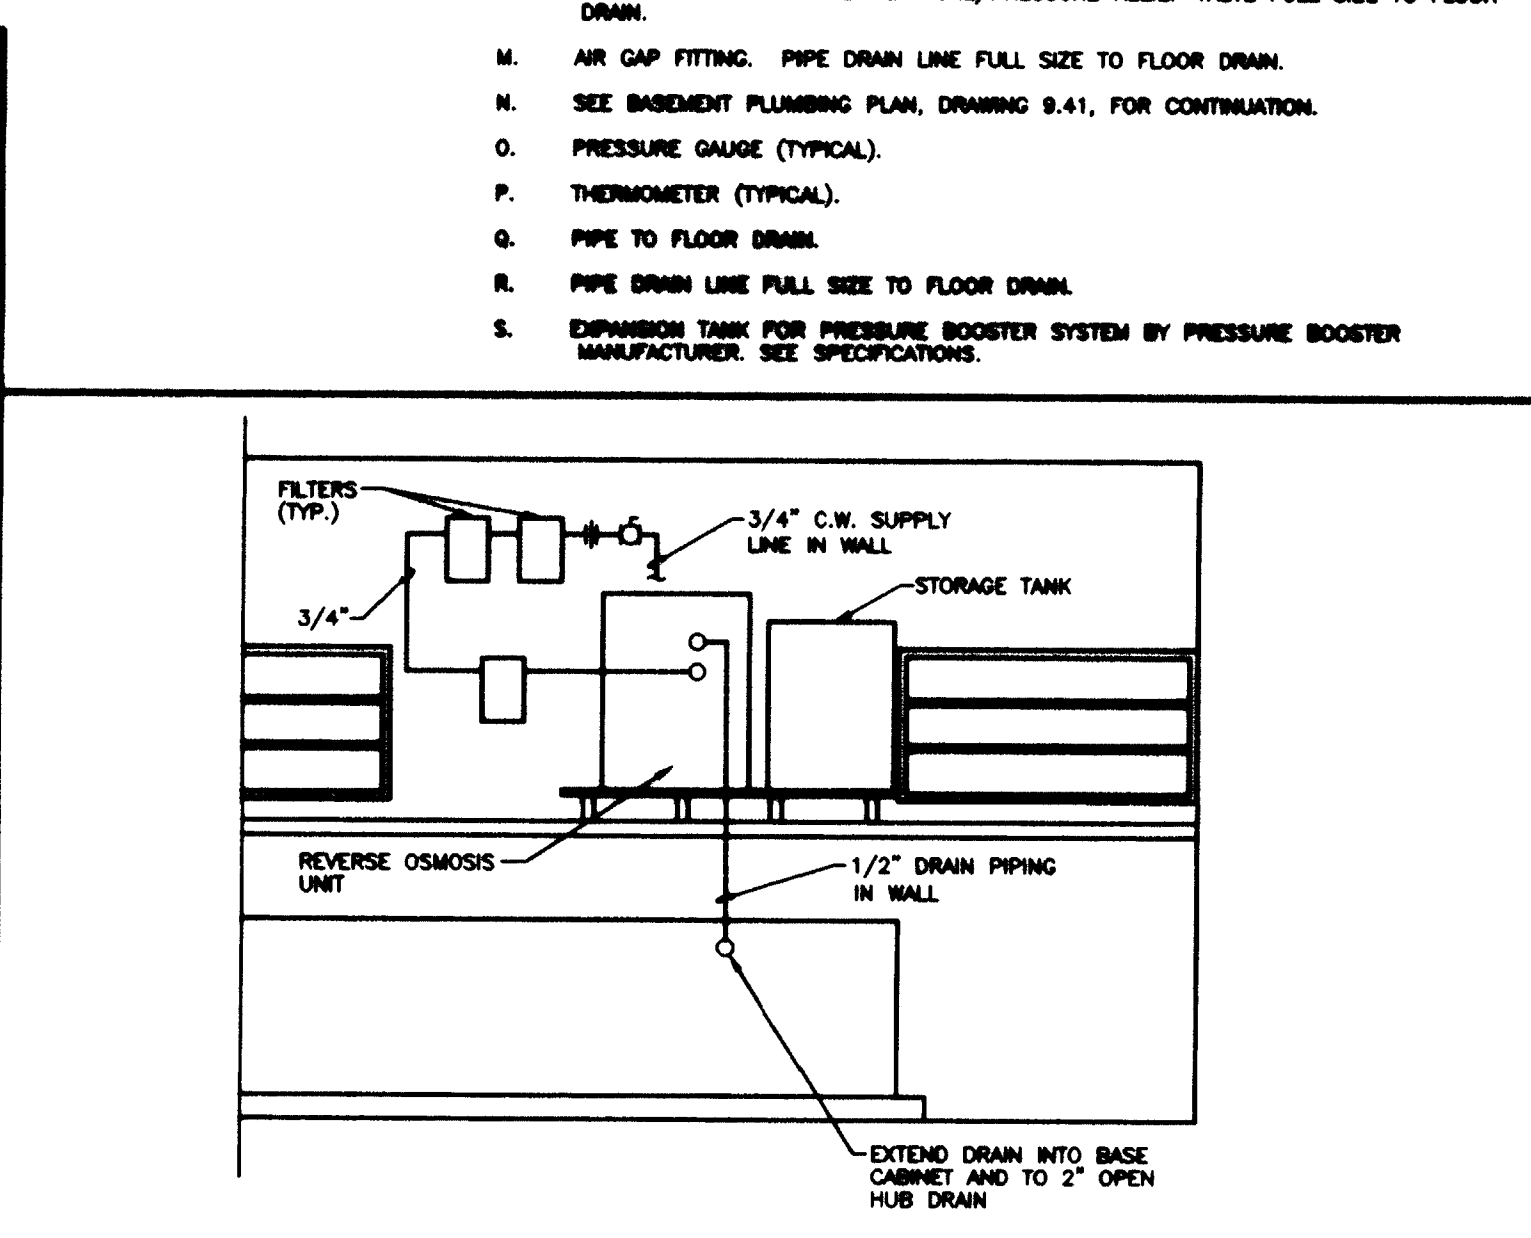 DRAIN.
M. AIR GAP FITTING. PIPE DRAIN LINE FULL SIZE TO FLOOR DRAIN.
N. SEE BASEMENT PLUMBING PLAN, DRAWING 9.41, FOR CONTINUATION.
O. PRESSURE GAUGE (TYPICAL).
P. THERMOMETER (TYPICAL).
Q. PIPE TO FLOOR DRAIN.
R. PIPE DRAIN LINE FULL SIZE TO FLOOR DRAIN.
S. EXPANSION TANK FOR PRESSURE BOOSTER SYSTEM BY PRESSURE BOOSTER
MANUFACTURER. SEE SPECIFICATIONS.
FILTERS
(TYP.)
3/4" C.W. SUPPLY
LINE IN WALL
STORAGE TANK
3/4"
REVERSE OSMOSIS
UNIT
1/2" DRAIN PIPING
IN WALL
EXTEND DRAIN INTO BASE
CABINET AND TO 2" OPEN
HUB DRAIN